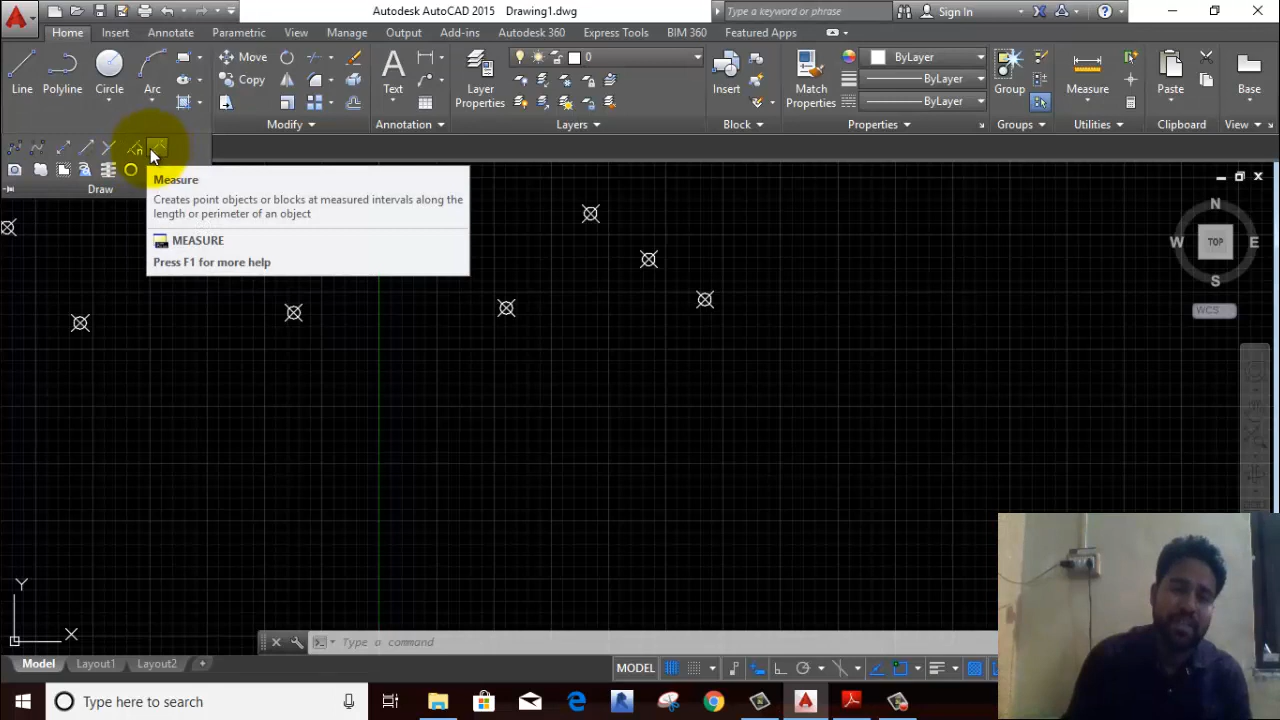 Autodesk AutoCAD 2015 Drawing1.dwg
Type a keyword or phrase
Sign In
Home Insert Annotate Parametric View Manage Output Add-ins Autodesk 360 Express Tools BIM 360 Featured Apps
Line Polyline Circle Arc
Move
Copy
Text
Layer
Properties
0
Insert
Match
Properties
ByLayer
ByLayer
ByLayer
Group
Measure
Paste
Base
Modify Annotation Layers Block Properties Groups Utilities Clipboard View
Draw
Measure
Creates point objects or blocks at measured intervals along the
length or perimeter of an object
MEASURE
Press F1 for more help
N
W TOP E
S
WCS
Y
X
Type a command
Model Layout1 Layout2 +
MODEL
Type here to search